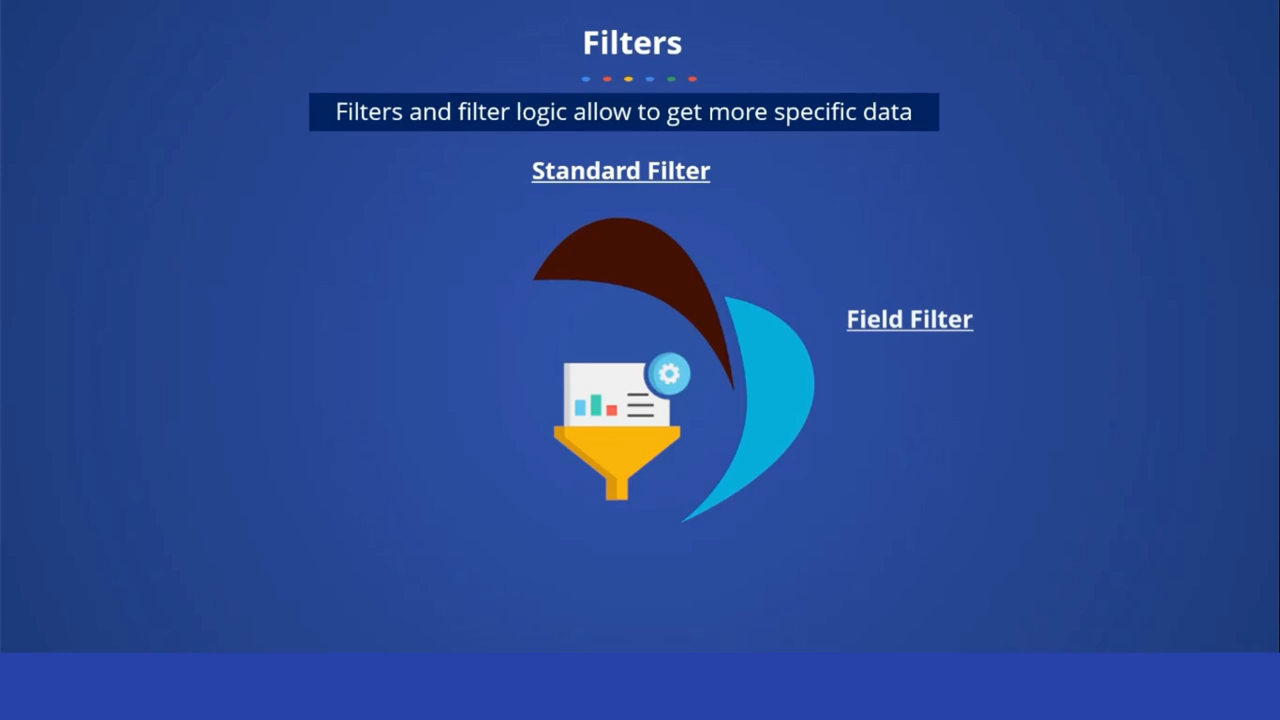 Filters
Filters and filter logic allow to get more specific data
Standard Filter
Field Filter